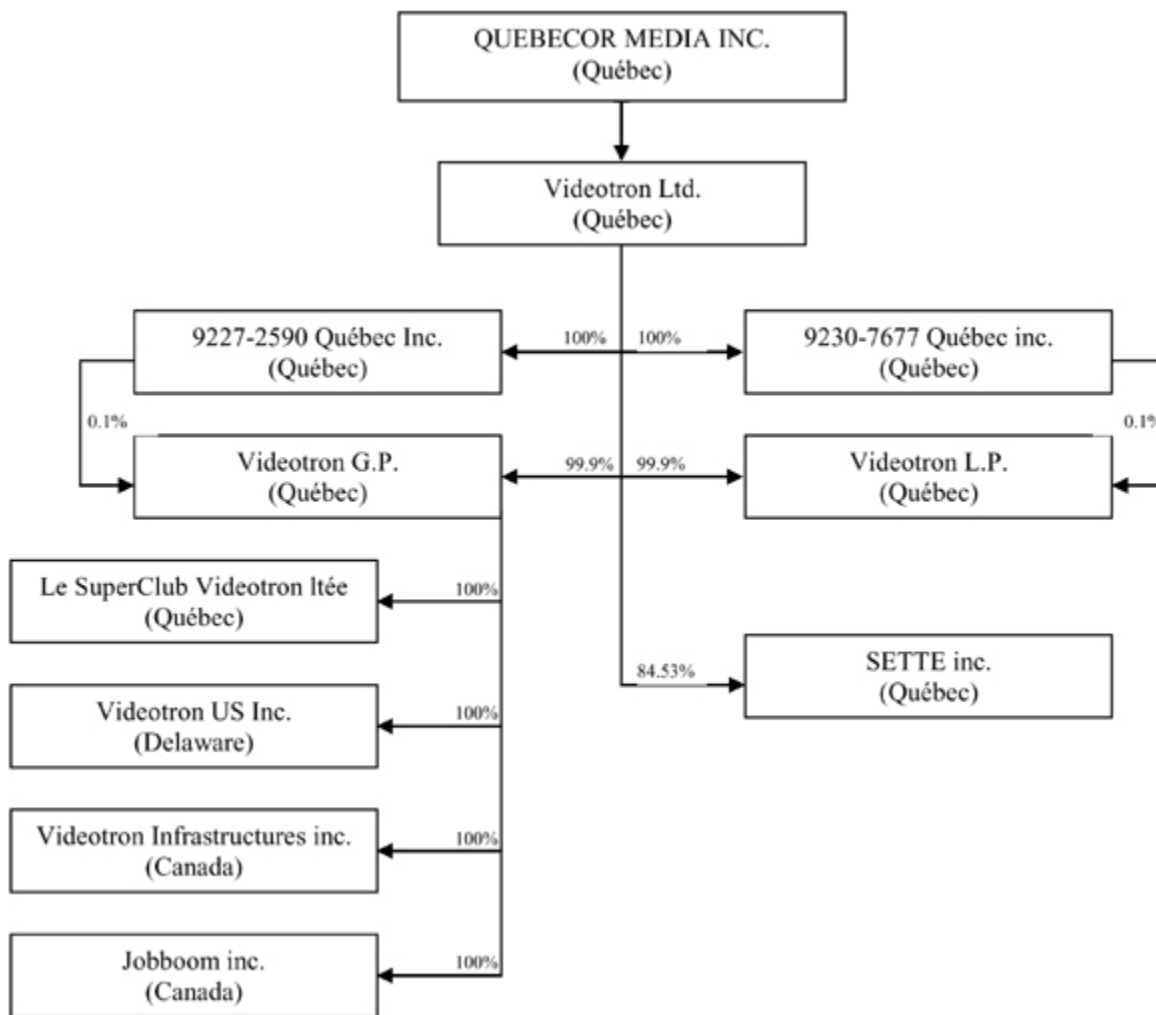 QUEBECOR MEDIA INC.
(Québec)
Videotron Ltd.
(Québec)
9227-2590 Québec Inc.
(Québec)
100%
100%
9230-7677 Québec inc.
(Québec)
0.1%
0.1%
Videotron G.P.
(Québec)
99.9%
99.9%
Videotron L.P.
(Québec)
Le SuperClub Videotron ltée
(Québec)
100%
84.53%
SETTE inc.
(Québec)
Videotron US Inc.
(Delaware)
100%
Videotron Infrastructures inc.
(Canada)
100%
Jobboom inc.
(Canada)
100%